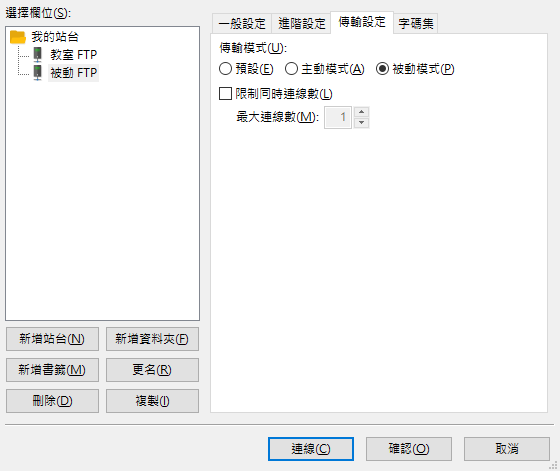 選擇欄位(S):
我的站台
教室 FTP
被動 FTP
新增站台(N)
新增資料夾(F)
新增書籤(M)
更名(R)
刪除(D)
複製(I)
一般設定
進階設定
傳輸設定
字碼集
傳輸模式(U):
預設(E)
主動模式(A)
被動模式(P)
限制同時連線數(L)
最大連線數(M):
1
連線(C)
確認(O)
取消